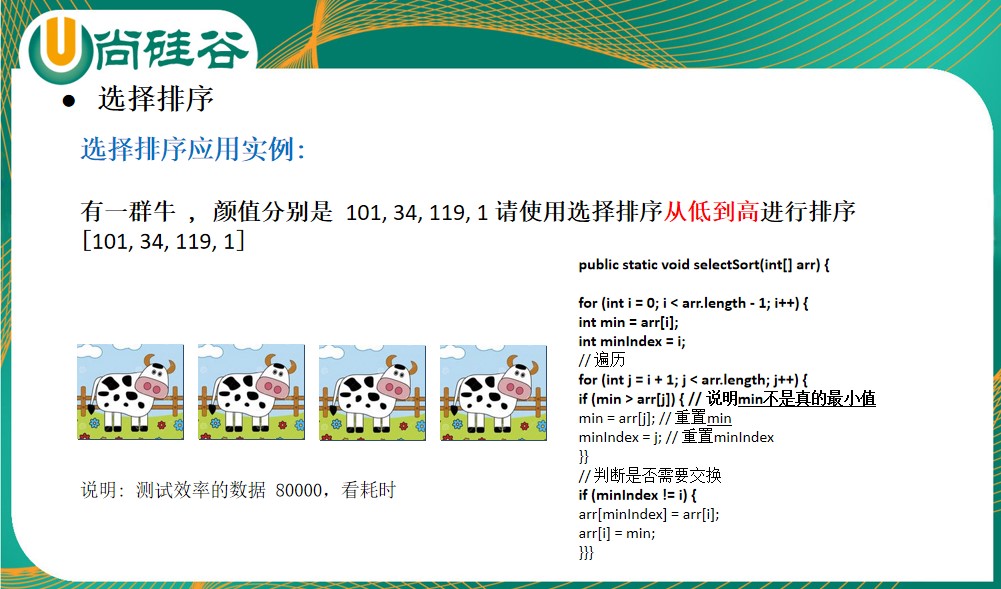 尚硅谷
● 选择排序
选择排序应用实例:
有一群牛 , 颜值分别是 101, 34, 119, 1 请使用选择排序从低到高进行排序
[101, 34, 119, 1]
public static void selectSort(int[] arr) {
for (int i = 0; i < arr.length - 1; i++) {
int min = arr[i];
int minIndex = i;
// 遍历
for (int j = i + 1; j < arr.length; j++) {
if (min > arr[j]) { // 说明min不是真的最小值
min = arr[j]; // 重置min
minIndex = j; // 重置minIndex
}}
// 判断是否需要交换
if (minIndex != i) {
arr[minIndex] = arr[i];
arr[i] = min;
}}}
说明: 测试效率的数据 80000，看耗时